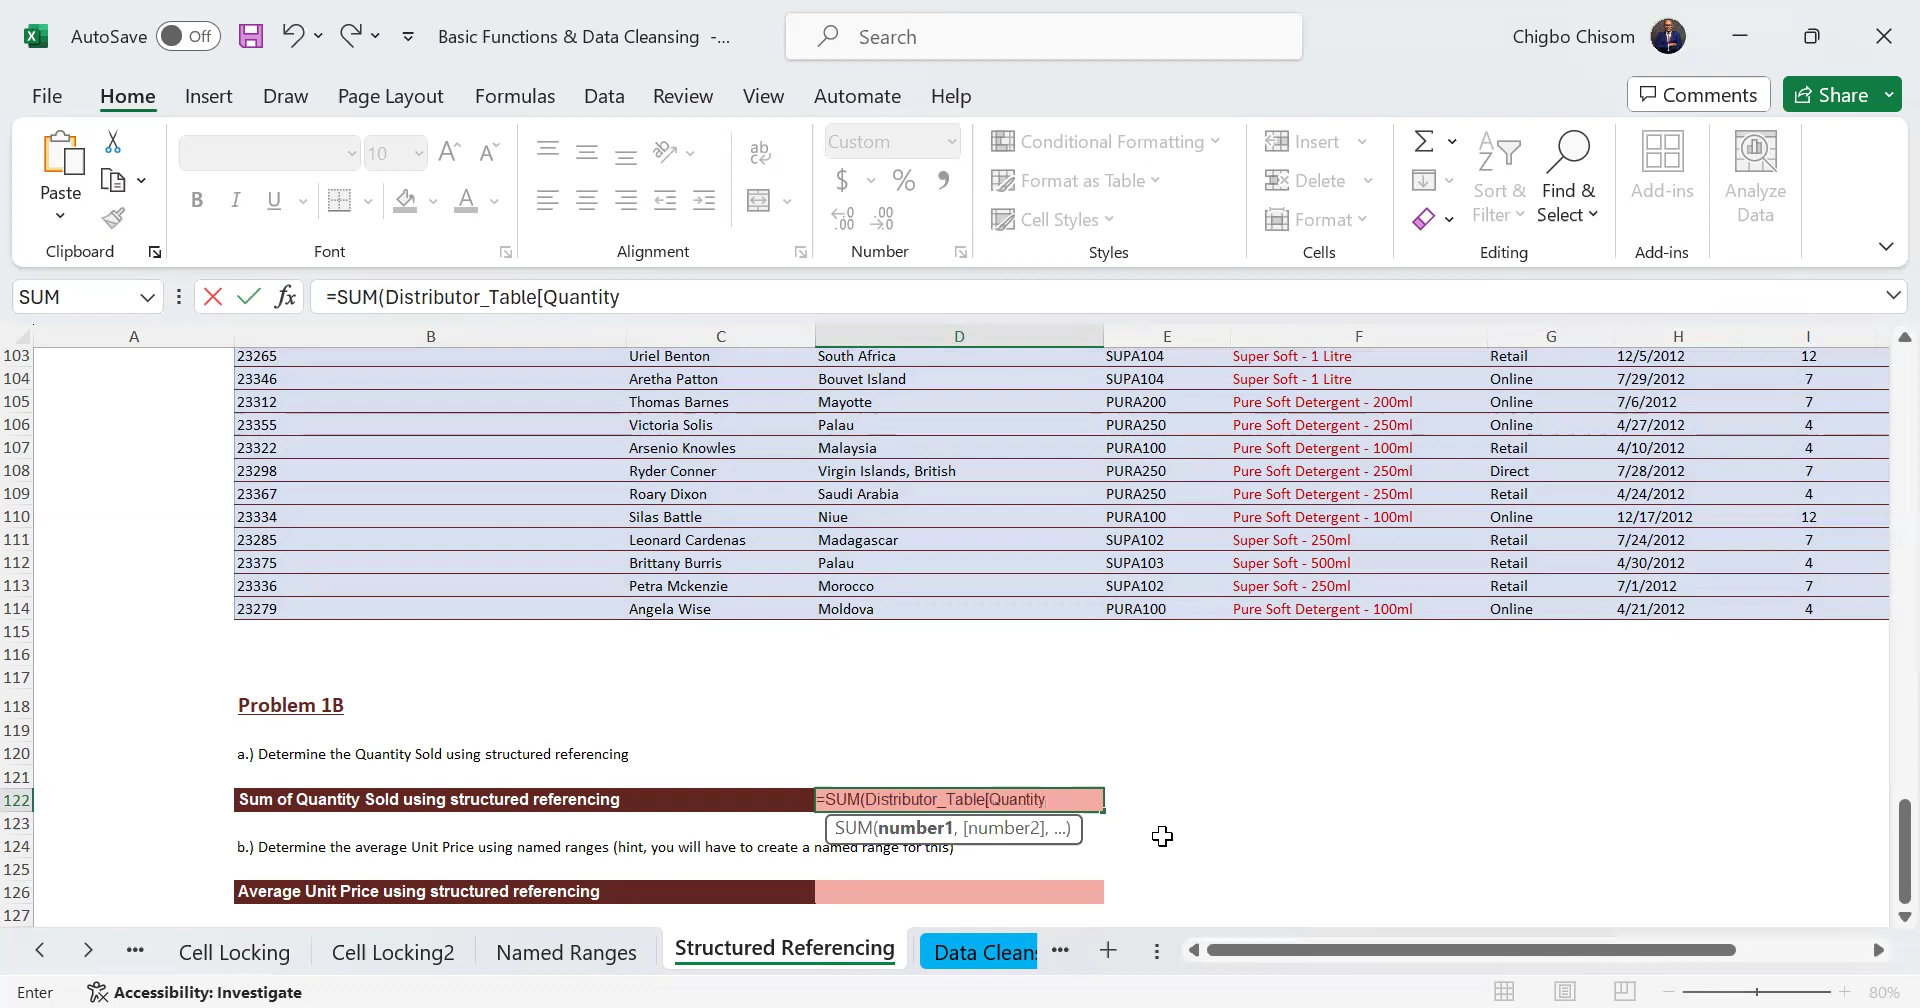 AutoSave Off Basic Functions & Data Cleansing -... Search Chigbo Chisom
File Home Insert Draw Page Layout Formulas Data Review View Automate Help Comments Share
Paste
Clipboard
10
B I U
Font
ab
Alignment
Custom
$ % ,
Number
Conditional Formatting
Format as Table
Cell Styles
Styles
Insert
Delete
Format
Cells
Sort & Filter
Find & Select
Editing
Add-ins
Add-ins
Analyze Data
SUM fx =SUM(Distributor_Table[Quantity
A B C D E F G H I
103 23265 Uriel Benton South Africa SUPA104 Super Soft - 1 Litre Retail 12/5/2012 12
104 23346 Aretha Patton Bouvet Island SUPA104 Super Soft - 1 Litre Online 7/29/2012 7
105 23312 Thomas Barnes Mayotte PURA200 Pure Soft Detergent - 200ml Online 7/6/2012 7
106 23355 Victoria Solis Palau PURA250 Pure Soft Detergent - 250ml Online 4/27/2012 4
107 23322 Arsenio Knowles Malaysia PURA100 Pure Soft Detergent - 100ml Retail 4/10/2012 4
108 23298 Ryder Conner Virgin Islands, British PURA250 Pure Soft Detergent - 250ml Direct 7/28/2012 7
109 23367 Roary Dixon Saudi Arabia PURA250 Pure Soft Detergent - 250ml Retail 4/24/2012 4
110 23334 Silas Battle Niue PURA100 Pure Soft Detergent - 100ml Online 12/17/2012 12
111 23285 Leonard Cardenas Madagascar SUPA102 Super Soft - 250ml Retail 7/24/2012 7
112 23375 Brittany Burris Palau SUPA103 Super Soft - 500ml Retail 4/30/2012 4
113 23336 Petra Mckenzie Morocco SUPA102 Super Soft - 250ml Retail 7/1/2012 7
114 23279 Angela Wise Moldova PURA100 Pure Soft Detergent - 100ml Online 4/21/2012 4
115
116
117
118 Problem 1B
119
120 a.) Determine the Quantity Sold using structured referencing
121
122 Sum of Quantity Sold using structured referencing =SUM(Distributor_Table[Quantity
123 SUM(number1, [number2], ...)
124 b.) Determine the average Unit Price using named ranges (hint, you will have to create a named range for this)
125
126 Average Unit Price using structured referencing
127
Cell Locking Cell Locking2 Named Ranges Structured Referencing Data Cleans
Enter Accessibility: Investigate 80%